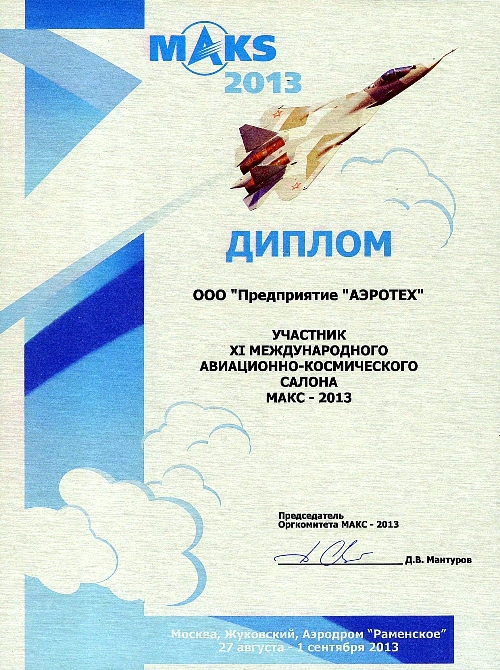 MAKS
2013
ДИПЛОМ
ООО "Предприятие "АЭРОТЕХ"
УЧАСТНИК
XI МЕЖДУНАРОДНОГО
АВИАЦИОННО-КОСМИЧЕСКОГО
САЛОНА
МАКС - 2013
Председатель
Оргкомитета МАКС - 2013
Д.В. Мантуров
Москва, Жуковский, Аэродром "Раменское"
27 августа - 1 сентября 2013